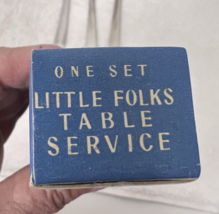 ONE SET
LITTLE FOLKS
TABLE
SERVICE